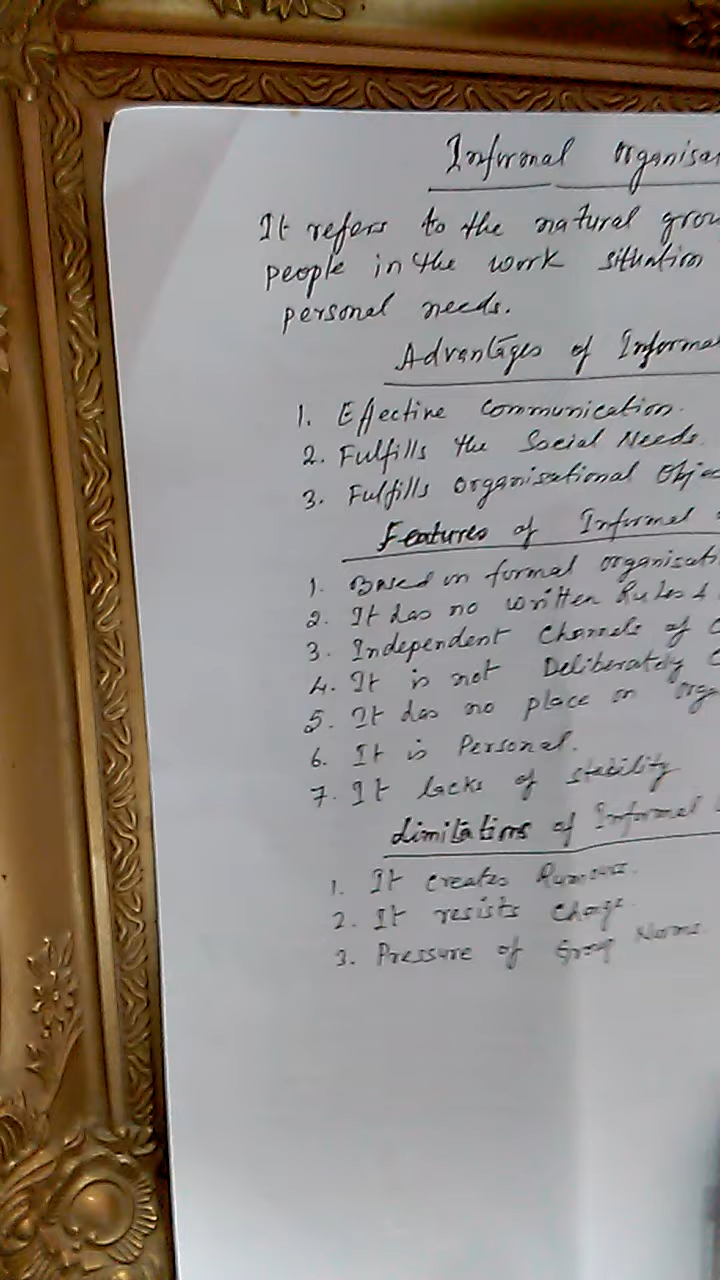 Informal Organisa
It refers to the natural grou
people in the work situation
personal needs.
Advantages of Informa
1. Effective Communication.
2. Fulfills the Social Needs.
3. Fulfills Organisational Objec
Features of Informal
1. Based on formal organisati
2. It has no written Rules &
3. Independent Channels of C
4. It is not Deliberately C
5. It has no place on orga
6. It is Personal.
7. It lacks of stability
Limitations of Informal
1. It creates Rumours.
2. It resists Change.
3. Pressure of Group Norms.